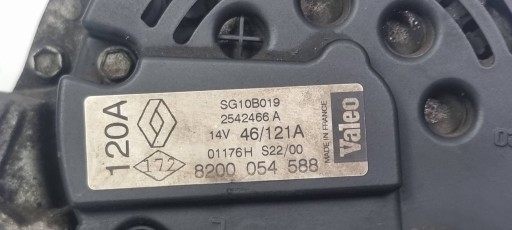 120A
172
SG10B019
2542466 A
14V 46/121A
01176H S22/00
8200 054 588
MADE IN FRANCE
Valeo